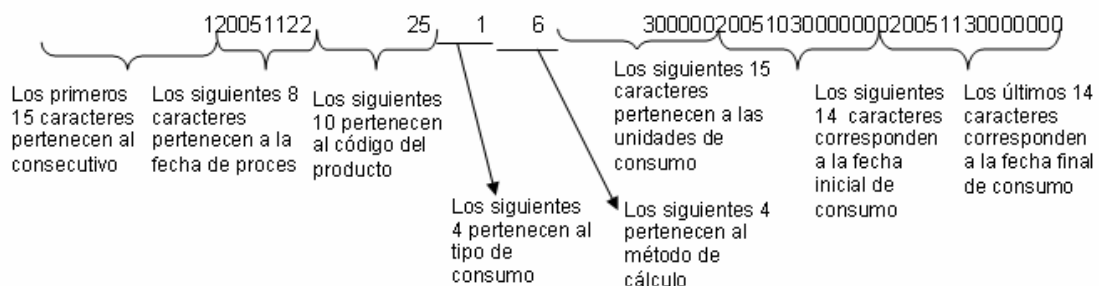 120051122 25 1 6 3000002005103000000020051130000000
Los primeros
15 caracteres
pertenecen al
consecutivo
Los siguientes 8
caracteres
pertenecen a la
fecha de proces
Los siguientes
10 pertenecen
al código del
producto
Los siguientes 15
caracteres
pertenecen a las
unidades de
consumo
Los siguientes
14 caracteres
corresponden
a la fecha
inicial de
consumo
Los últimos 14
caracteres
corresponden
a la fecha final
de consumo
Los siguientes
4 pertenecen al
tipo de
consumo
Los siguientes 4
pertenecen al
método de
cálculo